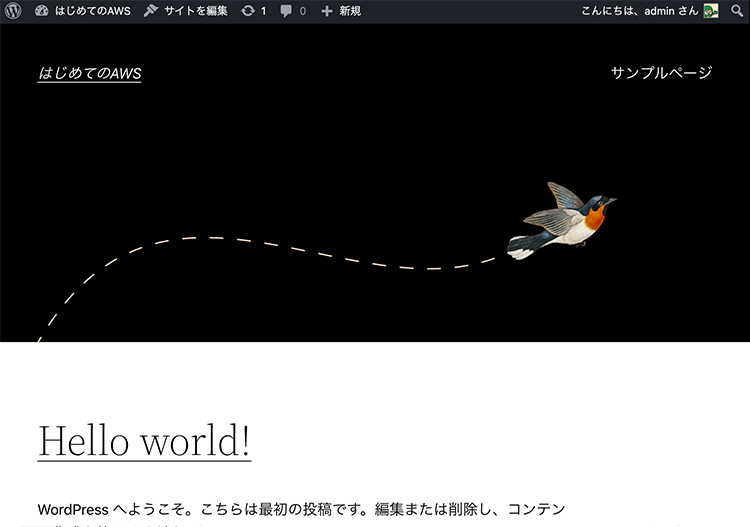 はじめてのAWS サイトを編集 1 0 新規 こんにちは、admin さん
はじめてのAWS サンプルページ
Hello world!
WordPress へようこそ。こちらは最初の投稿です。編集または削除し、コンテン